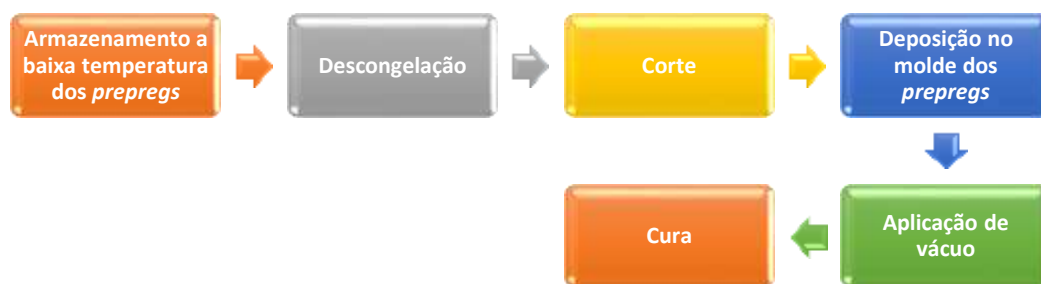 Armazenamento a
baixa temperatura
dos prepregs
Descongelação
Corte
Deposição no
molde dos
prepregs
Aplicação de
vácuo
Cura